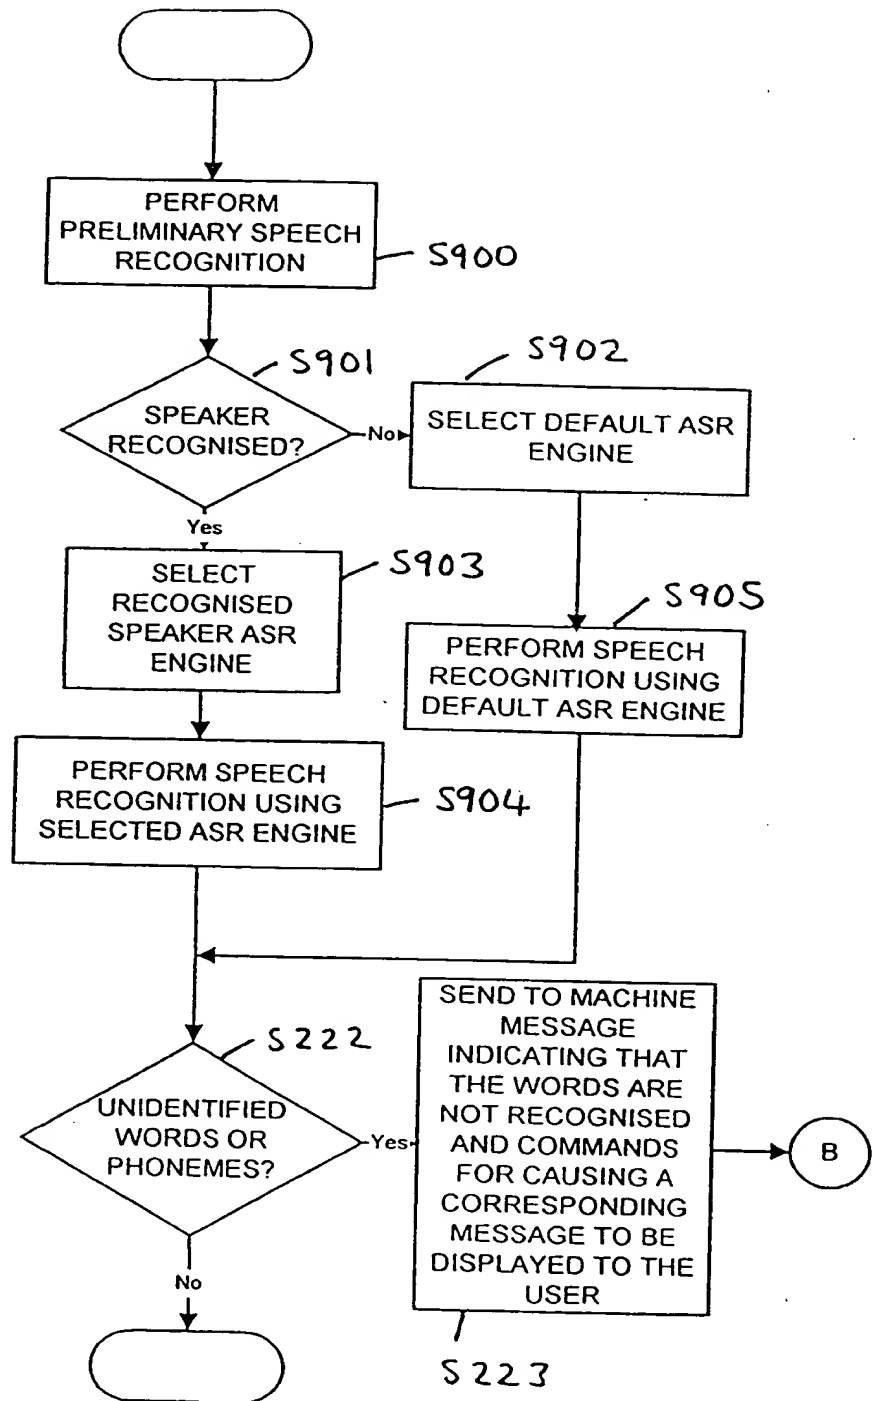 PERFORM
PRELIMINARY SPEECH
RECOGNITION
S900
S901
SPEAKER
RECOGNISED?
No
S902
SELECT DEFAULT ASR
ENGINE
Yes
SELECT
RECOGNISED
SPEAKER ASR
ENGINE
S903
S905
PERFORM SPEECH
RECOGNITION USING
DEFAULT ASR ENGINE
PERFORM SPEECH
RECOGNITION USING
SELECTED ASR ENGINE
S904
S222
UNIDENTIFIED
WORDS OR
PHONEMES?
Yes
SEND TO MACHINE
MESSAGE
INDICATING THAT
THE WORDS ARE
NOT RECOGNISED
AND COMMANDS
FOR CAUSING A
CORRESPONDING
MESSAGE TO BE
DISPLAYED TO THE
USER
B
No
S223